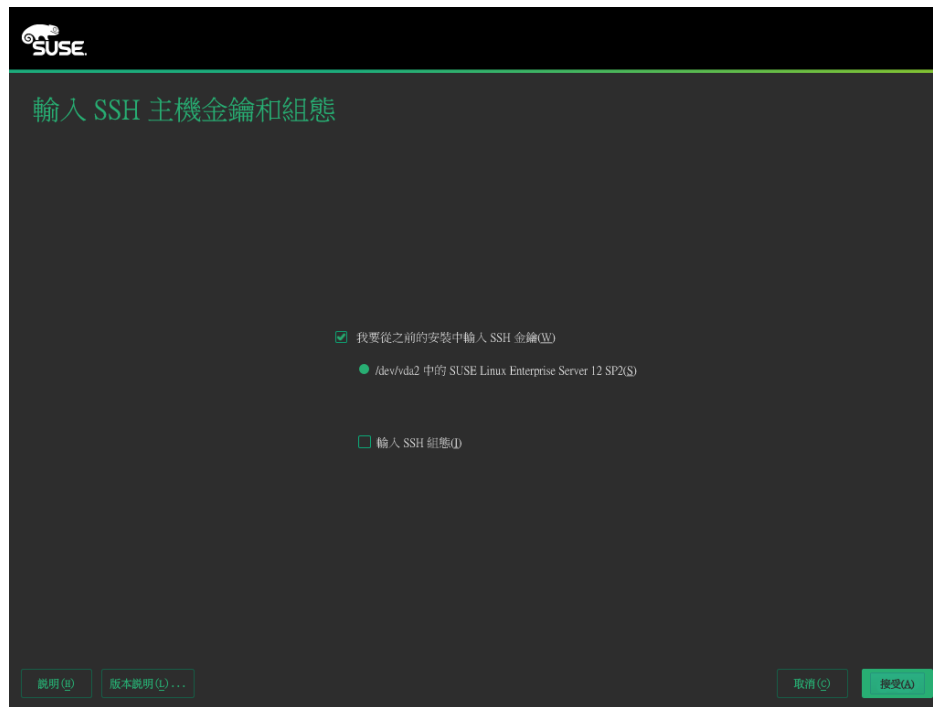 SUSE.
輸入 SSH 主機金鑰和組態
我要從之前的安裝中輸入 SSH 金鑰(W)
/dev/vda2 中的 SUSE Linux Enterprise Server 12 SP2(S)
輸入 SSH 組態(I)
說明(H) 版本說明(L)... 取消(C) 接受(A)